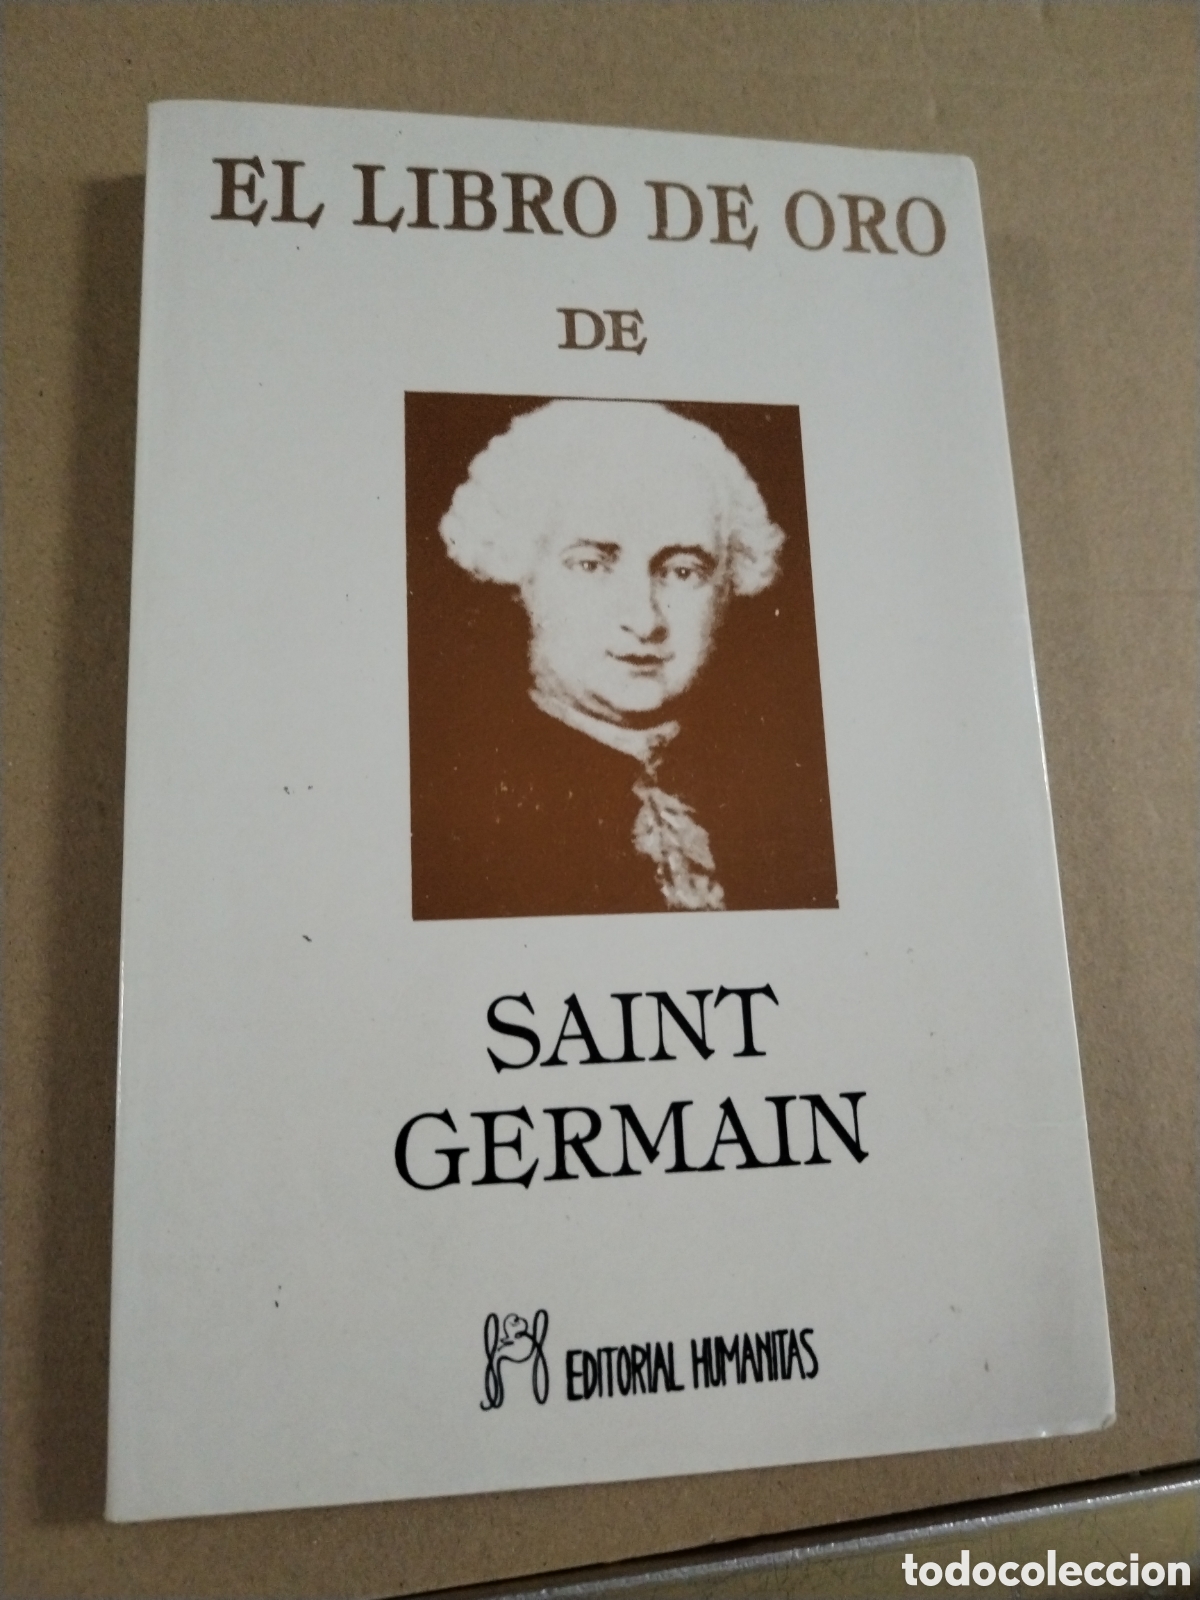 EL LIBRO DE ORO
DE
SAINT
GERMAIN
EDITORIAL HUMANITAS
todocoleccion